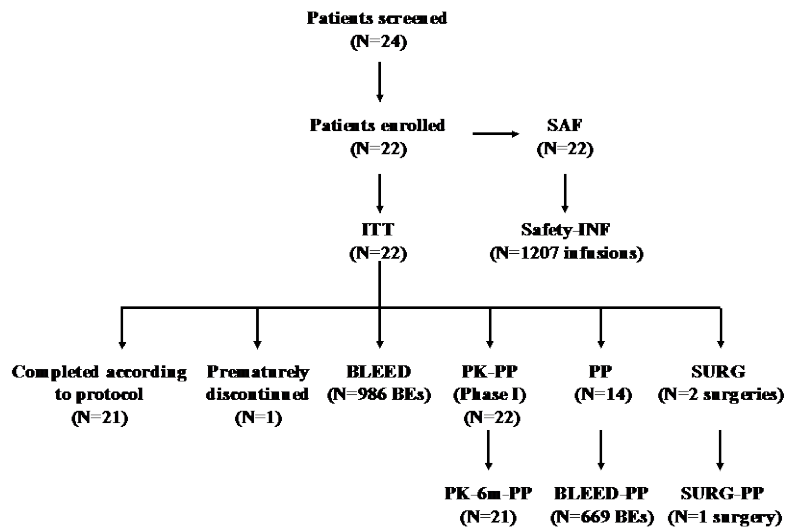 Patients screened
(N=24)
Patients enrolled
(N=22)
SAF
(N=22)
ITT
(N=22)
Safety-INF
(N=1207 infusions)
Completed according
to protocol
(N=21)
Prematurely
discontinued
(N=1)
BLEED
(N=986 BEs)
PK-PP
(Phase I)
(N=22)
PP
(N=14)
SURG
(N=2 surgeries)
PK-6m-PP
(N=21)
BLEED-PP
(N=669 BEs)
SURG-PP
(N=1 surgery)